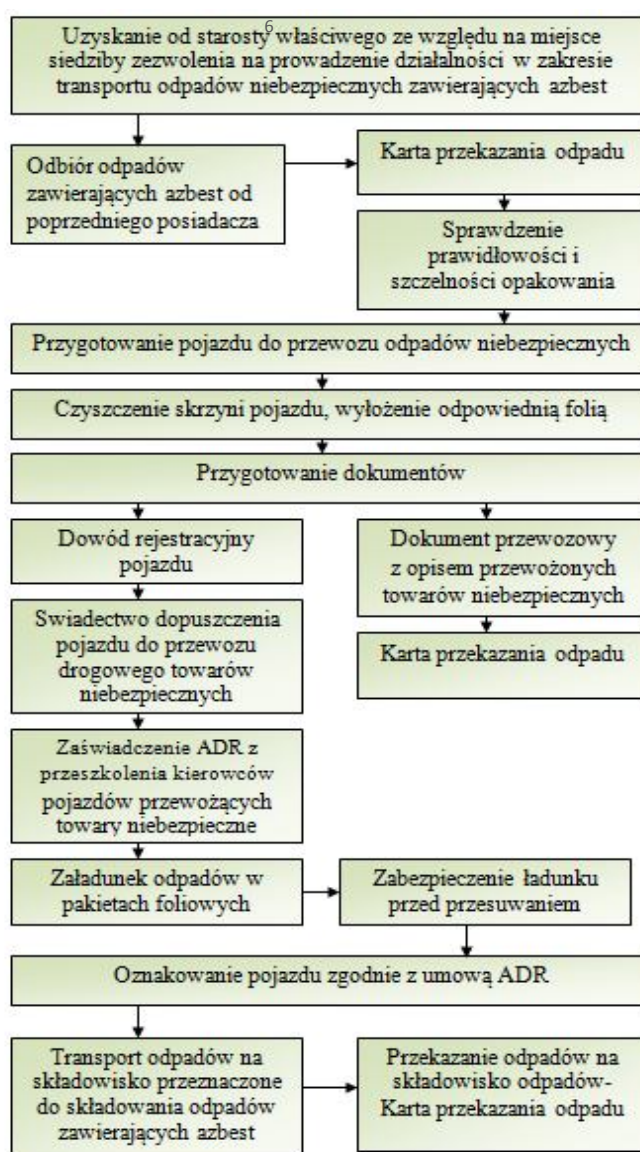 6
Uzyskanie od starosty właściwego ze względu na miejsce
siedziby zezwolenia na prowadzenie działalności w zakresie
transportu odpadów niebezpiecznych zawierających azbest
Odbiór odpadów
zawierających azbest od
poprzedniego posiadacza
Karta przekazania odpadu
Sprawdzenie
prawidłowości i
szczelności opakowania
Przygotowanie pojazdu do przewozu odpadów niebezpiecznych
Czyszczenie skrzyni pojazdu, wyłożenie odpowiednią folią
Przygotowanie dokumentów
Dowód rejestracyjny
pojazdu
Swiadectwo dopuszczenia
pojazdu do przewozu
drogowego towarów
niebezpiecznych
Zaświadczenie ADR z
przeszkolenia kierowców
pojazdów przewożących
towary niebezpieczne
Dokument przewozowy
z opisem przewożonych
towarów niebezpiecznych
Karta przekazania odpadu
Załadunek odpadów w
pakietach foliowych
Zabezpieczenie ładunku
przed przesuwaniem
Oznakowanie pojazdu zgodnie z umową ADR
Transport odpadów na
składowisko przeznaczone
do składowania odpadów
zawierających azbest
Przekazanie odpadów na
składowisko odpadów-
Karta przekazania odpadu